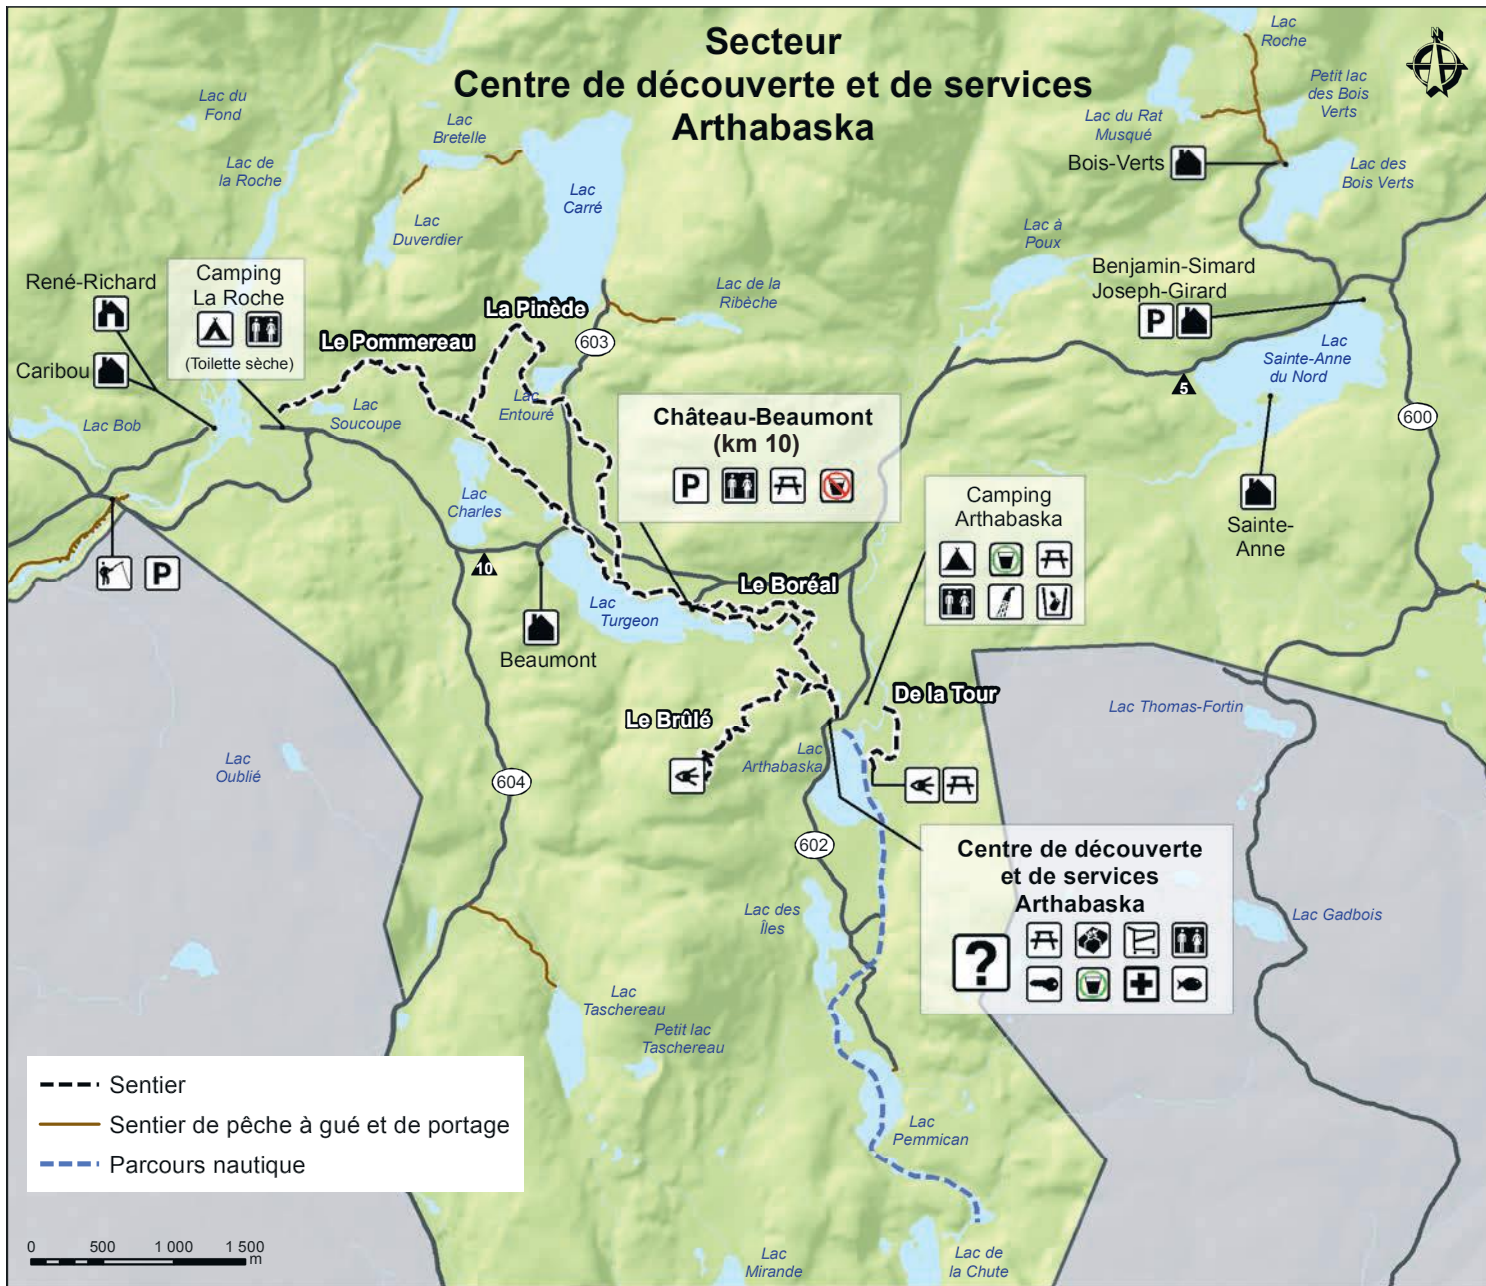 Secteur
Centre de découverte et de services
Arthabaska
N
Lac
Roche
Petit lac
des Bois
Verts
Lac du Rat
Musqué
Bois-Verts
Lac des
Bois Verts
Lac du
Fond
Lac
Bretelle
Lac de
la Roche
Lac
Carré
Lac
Duverdier
Lac à
Poux
Benjamin-Simard
Joseph-Girard
P
Lac de la
Ribèche
René-Richard
Camping
La Roche
(Toilette sèche)
La Pinède
Le Pommereau
603
Caribou
Lac
Sainte-Anne
du Nord
5
600
Lac
Entouré
Lac
Soucoupe
Lac Bob
Château-Beaumont
(km 10)
P
Lac
Charles
Camping
Arthabaska
Sainte-
Anne
P
10
Le Boréal
Lac
Turgeon
Beaumont
De la Tour
Le Brûlé
Lac Thomas-Fortin
Lac
Oublié
Lac
Arthabaska
604
602
Centre de découverte
et de services
Arthabaska
?
Lac des
Îles
Lac Gadbois
Lac
Taschereau
Petit lac
Taschereau
Lac
Pemmican
Sentier
Sentier de pêche à gué et de portage
Parcours nautique
0 500 1 000 1 500
m
Lac
Mirande
Lac de
la Chute